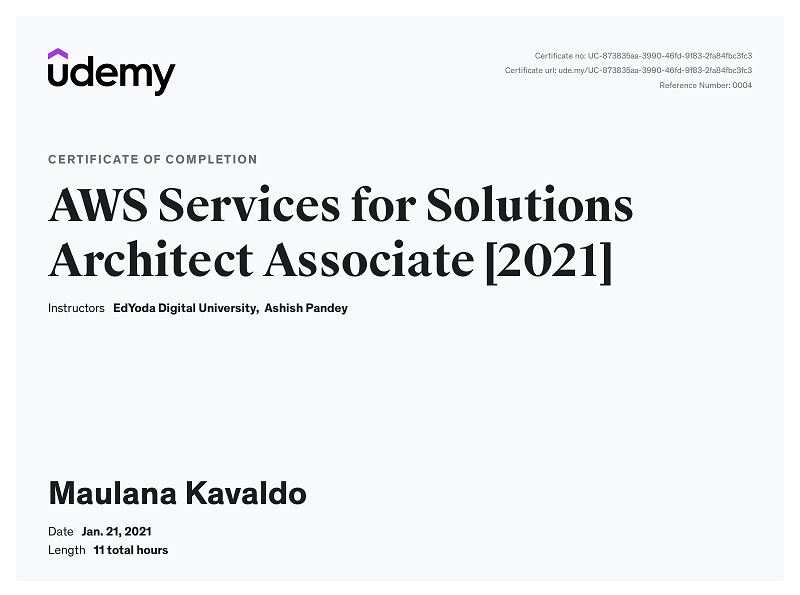 udemy
Certificate no: UC-873835aa-3990-46fd-9f83-2fa84fbc3fc3
Certificate url: ude.my/UC-873835aa-3990-46fd-9f83-2fa84fbc3fc3
Reference Number: 0004
CERTIFICATE OF COMPLETION
AWS Services for Solutions
Architect Associate [2021]
Instructors EdYoda Digital University, Ashish Pandey
Maulana Kavaldo
Date Jan. 21, 2021
Length 11 total hours